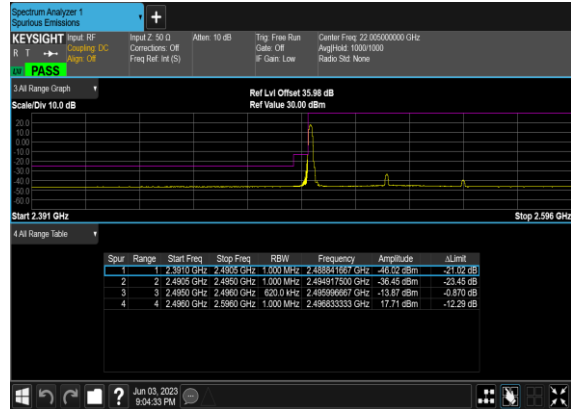 Spectrum Analyzer 1
Spurious Emissions
KEYSIGHT Input: RF Input Z: 50 Ω Atten: 10 dB Trig: Free Run Center Freq: 22.005000000 GHz
R T Coupling: DC Corrections: Off Gate: Off Avg|Hold: 1000/1000
Align: Off Freq Ref: Int (S) IF Gain: Low Radio Std: None
PASS
3 All Range Graph
Ref Lvl Offset 35.98 dB
Scale/Div 10.0 dB Ref Value 30.00 dBm
20.0
10.0
0.00
-10.0
-20.0
-30.0
-40.0
-50.0
-60.0
Start 2.391 GHz Stop 2.596 GHz
4 All Range Table
Spur Range Start Freq Stop Freq RBW Frequency Amplitude ΔLimit
1 1 2.3910 GHz 2.4905 GHz 1.000 MHz 2.488841667 GHz -46.02 dBm -21.02 dB
2 2 2.4905 GHz 2.4950 GHz 1.000 MHz 2.494917500 GHz -36.45 dBm -23.45 dB
3 3 2.4950 GHz 2.4960 GHz 620.0 kHz 2.495996667 GHz -13.87 dBm -0.870 dB
4 4 2.4960 GHz 2.5960 GHz 1.000 MHz 2.496833333 GHz 17.71 dBm -12.29 dB
? Jun 03, 2023
9:04:33 PM